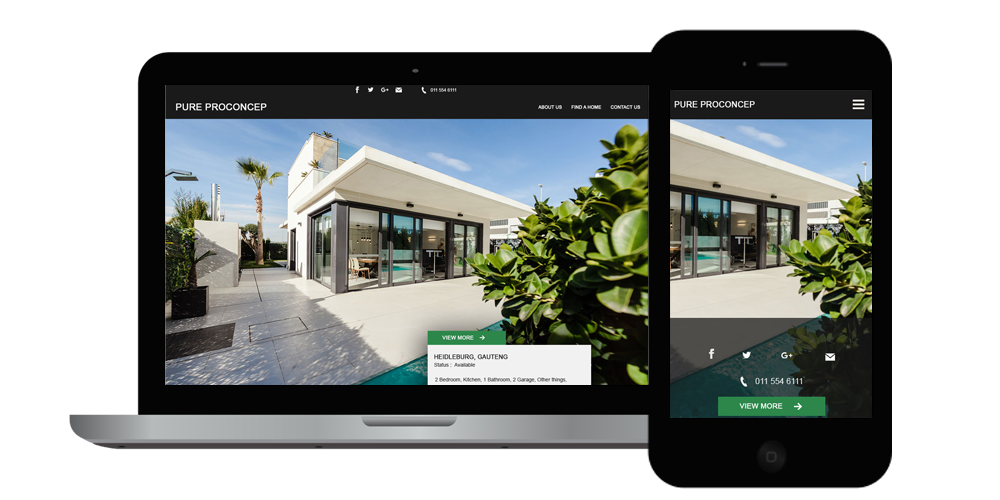 G+ 011 554 6111
PURE PROCONCEP
ABOUT US FIND A HOME CONTACT US
VIEW MORE
HEIDLEBURG, GAUTENG
Status : Available
2 Bedroom, Kitchen, 1 Bathroom, 2 Garage, Other things,
PURE PROCONCEP
G+
011 554 6111
VIEW MORE